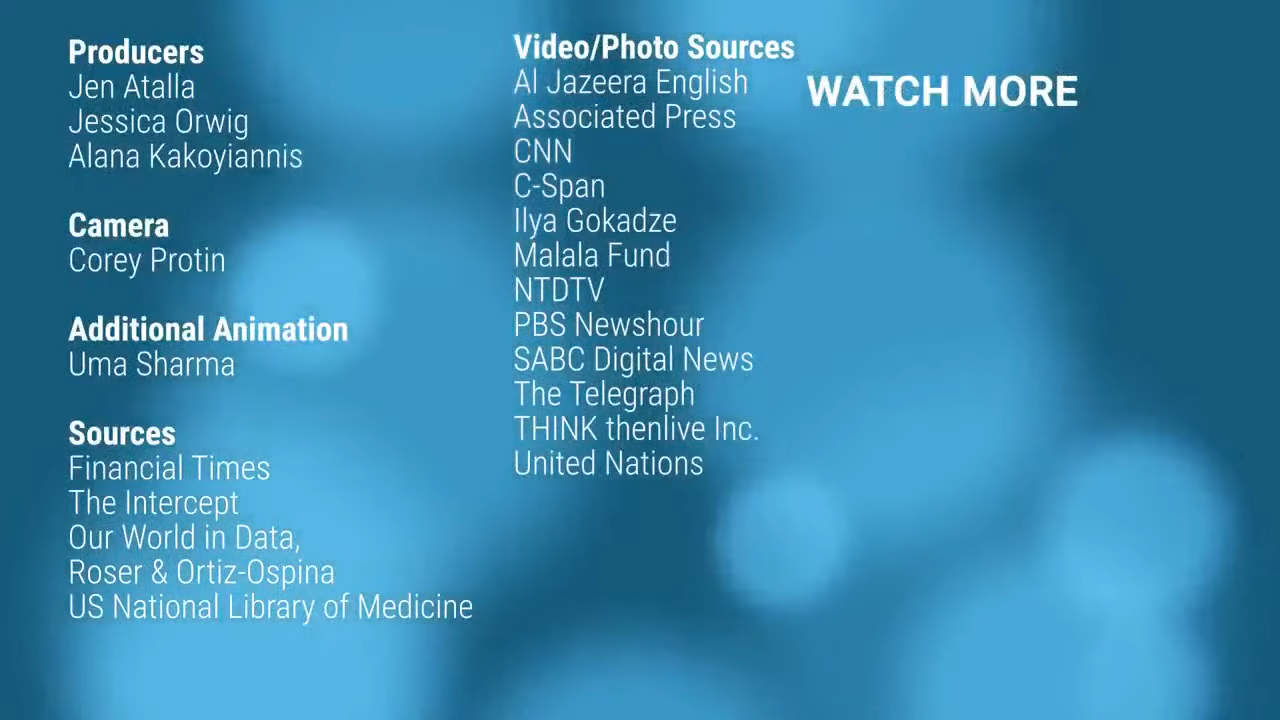 Producers
Jen Atalla
Jessica Orwig
Alana Kakoyiannis
Camera
Corey Protin
Additional Animation
Uma Sharma
Sources
Financial Times
The Intercept
Our World in Data,
Roser & Ortiz-Ospina
US National Library of Medicine
Video/Photo Sources
Al Jazeera English
Associated Press
CNN
C-Span
Ilya Gokadze
Malala Fund
NTDTV
PBS Newshour
SABC Digital News
The Telegraph
THINK thenlive Inc.
United Nations
WATCH MORE